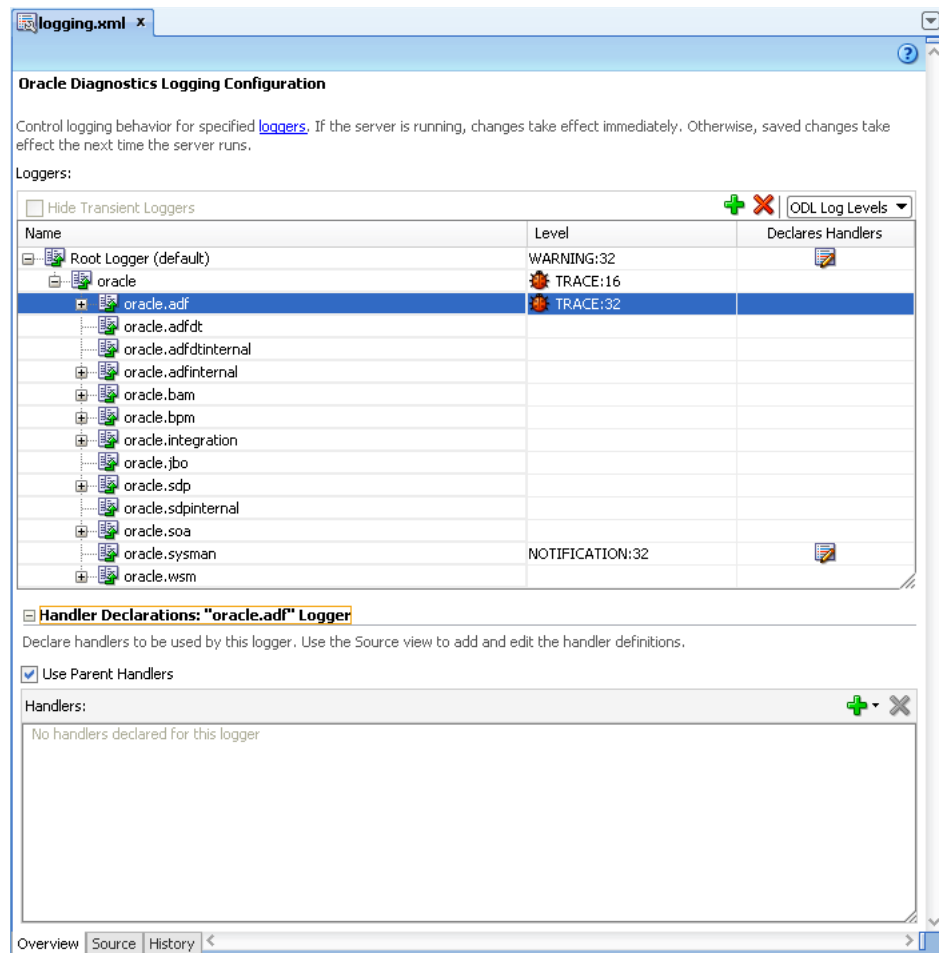 logging.xml x
Oracle Diagnostics Logging Configuration
Control logging behavior for specified loggers. If the server is running, changes take effect immediately. Otherwise, saved changes take
effect the next time the server runs.
Loggers:
Hide Transient Loggers ODL Log Levels
Name Level Declares Handlers
Root Logger (default) WARNING:32
oracle TRACE:16
oracle.adf TRACE:32
oracle.adfdt
oracle.adfdtinternal
oracle.adfinternal
oracle.bam
oracle.bpm
oracle.integration
oracle.jbo
oracle.sdp
oracle.sdpinternal
oracle.soa
oracle.sysman NOTIFICATION:32
oracle.wsm
Handler Declarations: "oracle.adf" Logger
Declare handlers to be used by this logger. Use the Source view to add and edit the handler definitions.
Use Parent Handlers
Handlers:
No handlers declared for this logger
Overview Source History